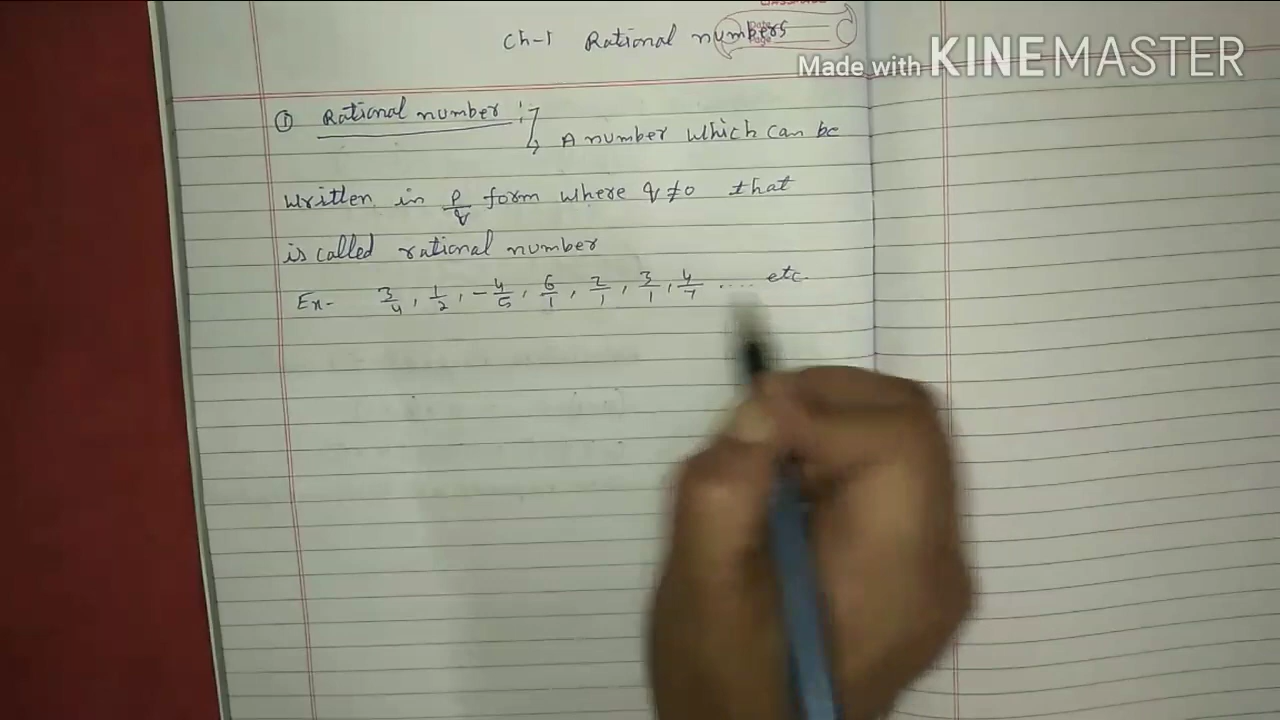 Ch-1 Rational numbers
Date
Page
Made with KINEMASTER
① Rational number :→
↳ A number which can be
written in p/q form where q≠0 that
is called rational number
Ex- 3/4, 1/2, -4/5, 6/1, 2/1, 3/1, 4/7 .... etc.